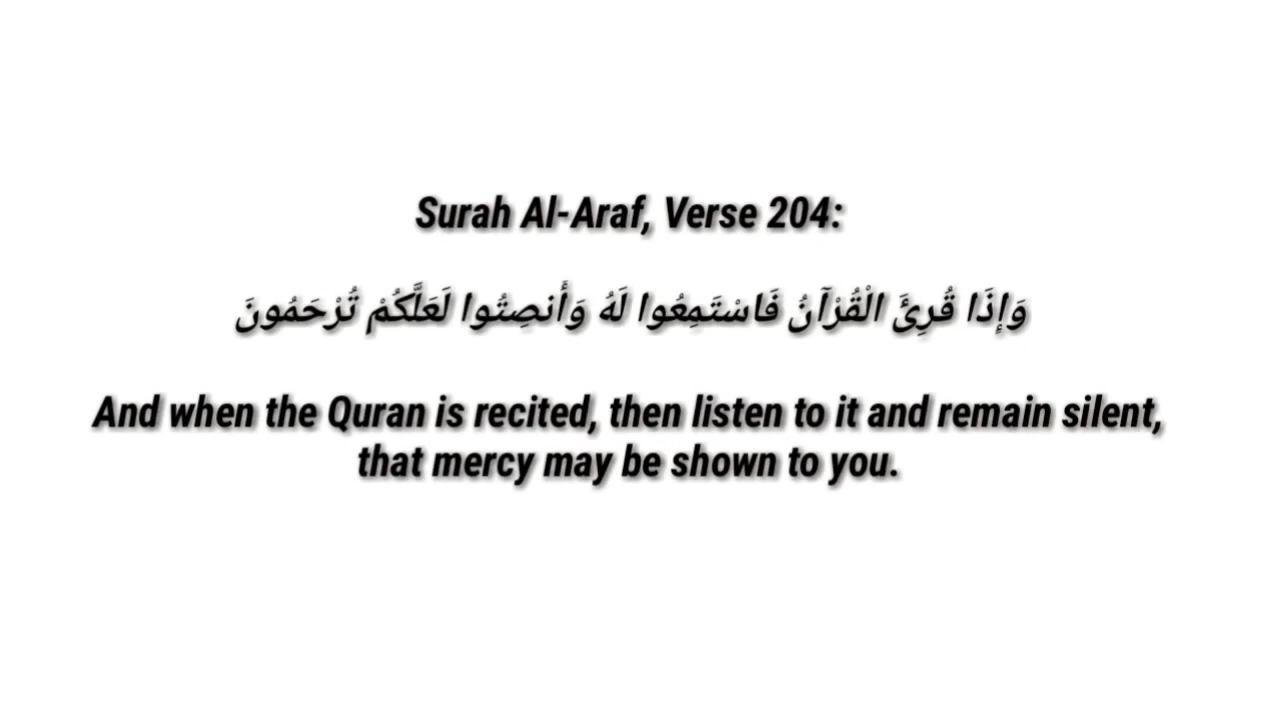 Surah Al-Araf, Verse 204:
وَإِذَا قُرِئَ الْقُرْآنُ فَاسْتَمِعُوا لَهُ وَأَنصِتُوا لَعَلَّكُمْ تُرْحَمُونَ
And when the Quran is recited, then listen to it and remain silent,
that mercy may be shown to you.